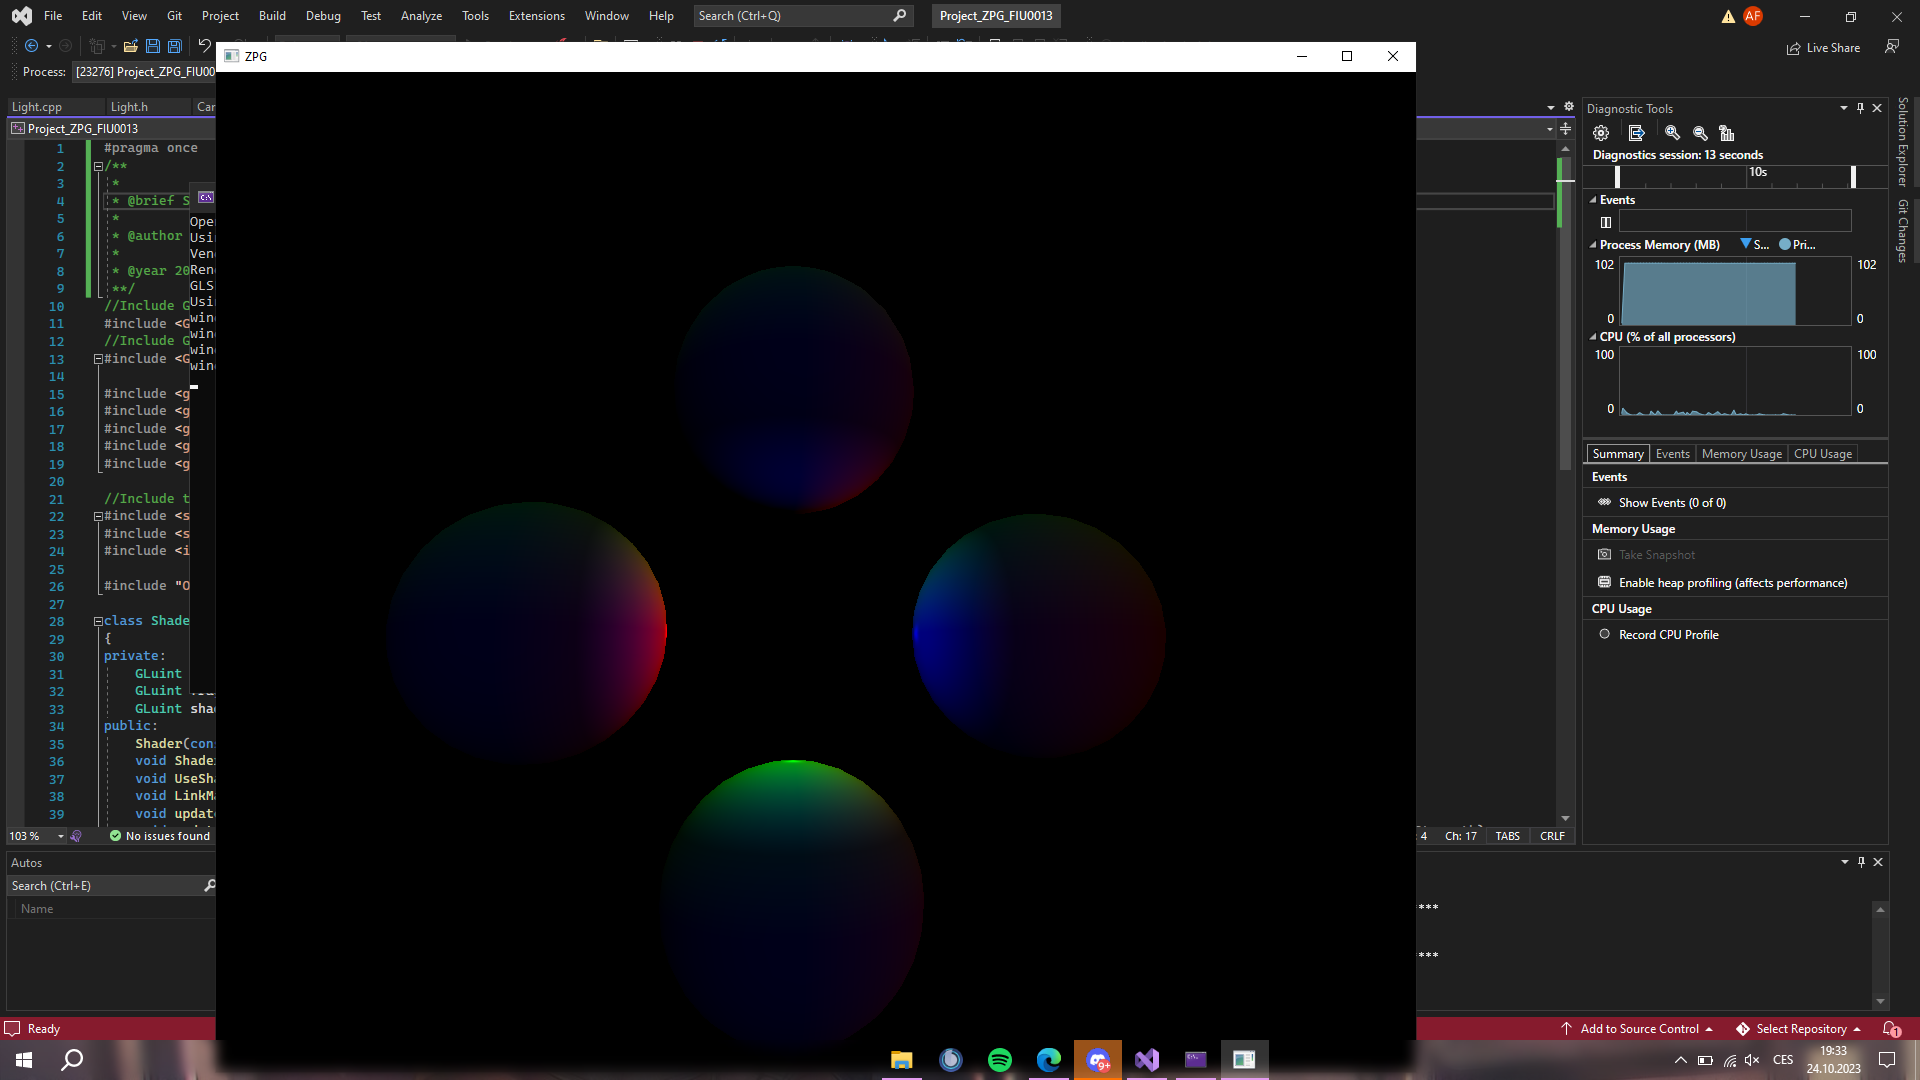 File Edit View Git Project Build Debug Test Analyze Tools Extensions Window Help Search (Ctrl+Q) Project_ZPG_FIU0013 AF
Live Share
Process: [23276] Project_ZPG_FIU00
ZPG
Light.cpp Light.h Car
Project_ZPG_FIU0013
1 #pragma once
2 /**
3 *
4 * @brief S
5 *
6 * @author
7 *
8 * @year 20
9 **/
10 //Include G
11 #include <G
12 //Include G
13 #include <G
14
15 #include <g
16 #include <g
17 #include <g
18 #include <g
19 #include <g
20
21 //Include t
22 #include <s
23 #include <s
24 #include <i
25
26 #include "O
27
28 class Shade
29 {
30 private:
31 GLuint
32 GLuint
33 GLuint sha
34 public:
35 Shader(con
36 void Shade
37 void UseSh
38 void LinkM
39 void update
Oper
Usin
Vend
Rend
GLS
Usin
win
win
win
win
103 % No issues found
4 Ch: 17 TABS CRLF
Autos
Search (Ctrl+E)
Name
Diagnostic Tools
Diagnostics session: 13 seconds
10s
Events
Process Memory (MB) S... Pri...
102 102
0 0
CPU (% of all processors)
100 100
0 0
Summary Events Memory Usage CPU Usage
Events
Show Events (0 of 0)
Memory Usage
Take Snapshot
Enable heap profiling (affects performance)
CPU Usage
Record CPU Profile
Solution Explorer
Git Changes
****
****
Ready
Add to Source Control Select Repository 1
9+
CES
19:33
24.10.2023